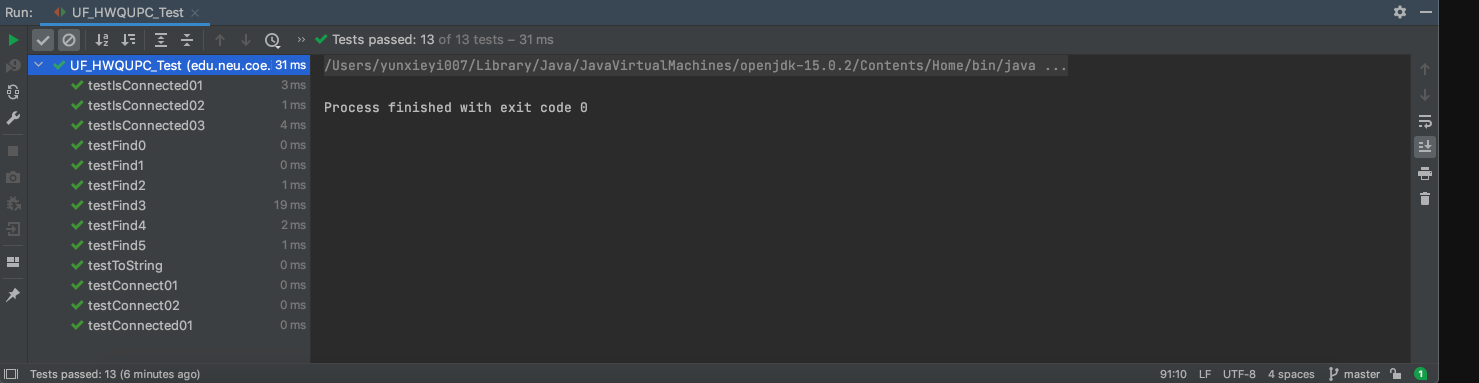 Run: UF_HWQUPC_Test ×
Tests passed: 13 of 13 tests – 31 ms
UF_HWQUPC_Test (edu.neu.coe. 31 ms
/Users/yunxieyi007/Library/Java/JavaVirtualMachines/openjdk-15.0.2/Contents/Home/bin/java ...
testIsConnected01 3 ms
testIsConnected02 1 ms
Process finished with exit code 0
testIsConnected03 4 ms
testFind0 0 ms
testFind1 0 ms
testFind2 1 ms
testFind3 19 ms
testFind4 2 ms
testFind5 1 ms
testToString 0 ms
testConnect01 0 ms
testConnect02 0 ms
testConnected01 0 ms
Tests passed: 13 (6 minutes ago) 91:10 LF UTF-8 4 spaces master 1